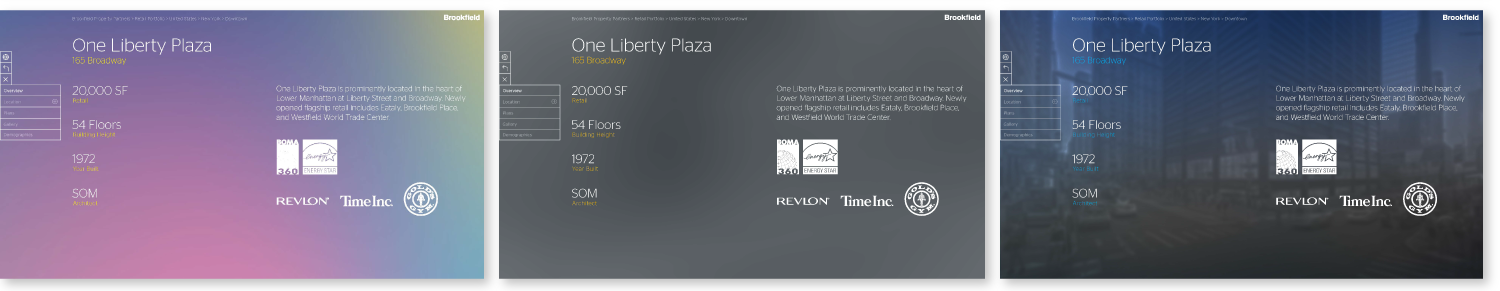 Brookfield Property Partners > Retail Portfolio > United States > New York > Downtown
Brookfield
One Liberty Plaza
165 Broadway
Overview
Location
Plans
Gallery
Demographics
20,000 SF
Retail
54 Floors
Building Height
1972
Year Built
SOM
Architect
One Liberty Plaza is prominently located in the heart of
Lower Manhattan at Liberty Street and Broadway. Newly
opened flagship retail includes Eataly, Brookfield Place,
and Westfield World Trade Center.
BOMA
360
energy
ENERGY STAR
REVLON
Time Inc.
GOLD'S
GYM
Brookfield Property Partners > Retail Portfolio > United States > New York > Downtown
Brookfield
One Liberty Plaza
165 Broadway
Overview
Location
Plans
Gallery
Demographics
20,000 SF
Retail
54 Floors
Building Height
1972
Year Built
SOM
Architect
One Liberty Plaza is prominently located in the heart of
Lower Manhattan at Liberty Street and Broadway. Newly
opened flagship retail includes Eataly, Brookfield Place,
and Westfield World Trade Center.
BOMA
360
energy
ENERGY STAR
REVLON
Time Inc.
GOLD'S
GYM
Brookfield Property Partners > Retail Portfolio > United States > New York > Downtown
Brookfield
One Liberty Plaza
165 Broadway
Overview
Location
Plans
Gallery
Demographics
20,000 SF
Retail
54 Floors
Building Height
1972
Year Built
SOM
Architect
One Liberty Plaza is prominently located in the heart of
Lower Manhattan at Liberty Street and Broadway. Newly
opened flagship retail includes Eataly, Brookfield Place,
and Westfield World Trade Center.
BOMA
360
energy
ENERGY STAR
REVLON
Time Inc.
GOLD'S
GYM